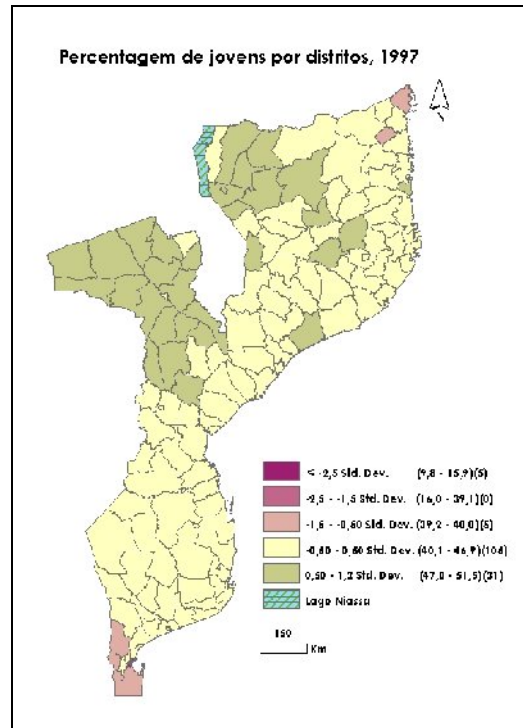 Percentagem de jovens por distritos, 1997
< -2,5 Std. Dev. (9,8 - 15,9)(5)
-2,5 - -1,5 Std. Dev. (16,0 - 39,1)(0)
-1,5 - -0,50 Std. Dev. (39,2 - 40,0)(5)
-0,50 - 0,50 Std. Dev. (40,1 - 46,9)(106)
0,50 - 1,2 Std. Dev. (47,0 - 51,5)(31)
Lago Niassa
150
Km